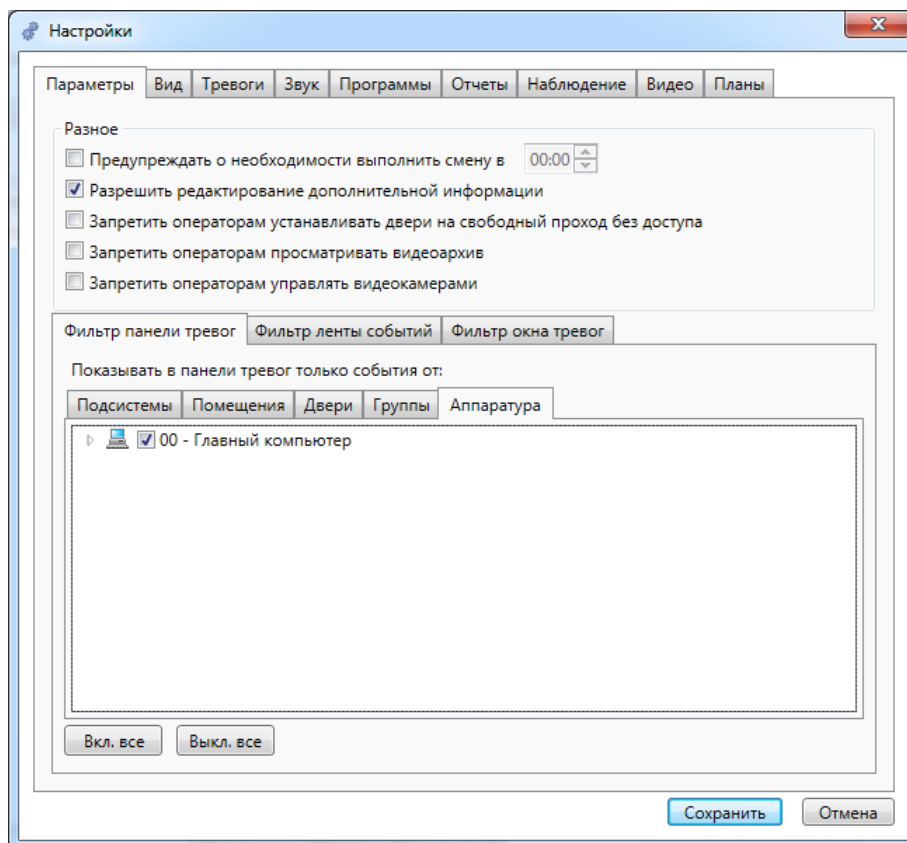 Настройки
Параметры Вид Тревоги Звук Программы Отчеты Наблюдение Видео Планы
Разное
Предупреждать о необходимости выполнить смену в 00:00
Разрешить редактирование дополнительной информации
Запретить операторам устанавливать двери на свободный проход без доступа
Запретить операторам просматривать видеоархив
Запретить операторам управлять видеокамерами
Фильтр панели тревог Фильтр ленты событий Фильтр окна тревог
Показывать в панели тревог только события от:
Подсистемы Помещения Двери Группы Аппаратура
00 - Главный компьютер
Вкл. все Выкл. все
Сохранить Отмена